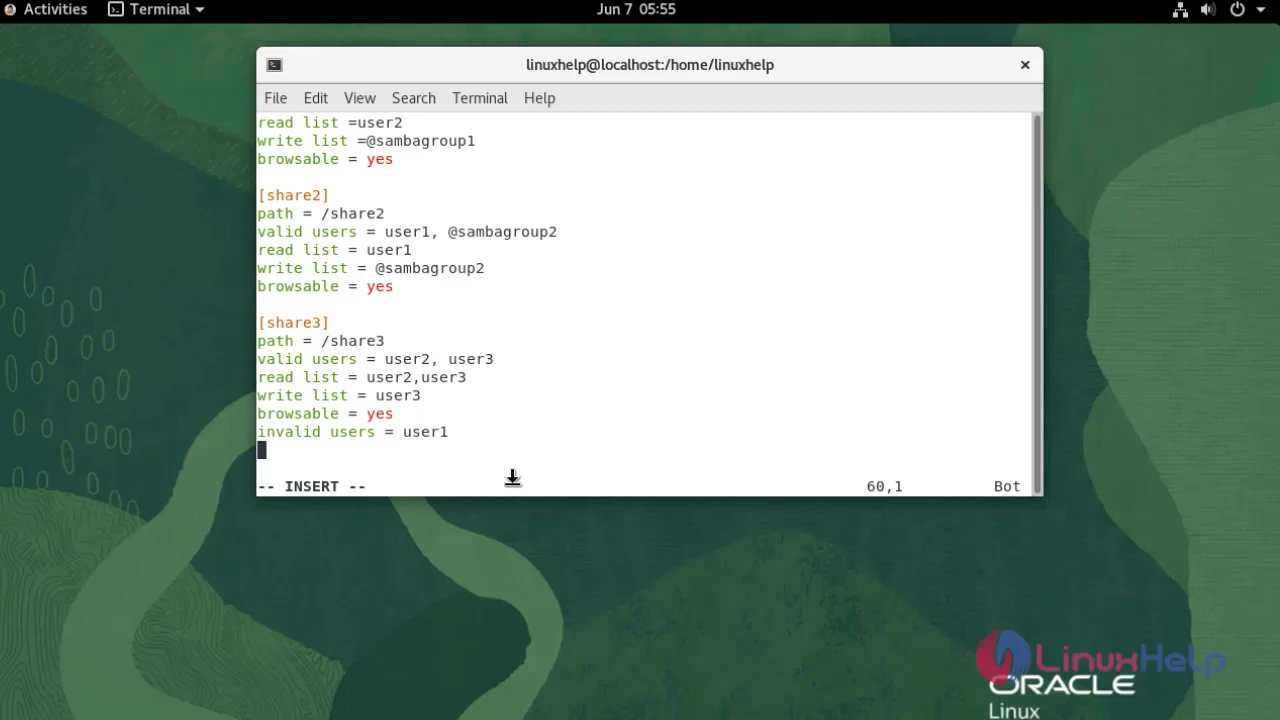 Activities
Terminal
Jun 7 05:55
linuxhelp@localhost:/home/linuxhelp
File Edit View Search Terminal Help
read list =user2
write list =@sambagroup1
browsable = yes
[share2]
path = /share2
valid users = user1, @sambagroup2
read list = user1
write list = @sambagroup2
browsable = yes
[share3]
path = /share3
valid users = user2, user3
read list = user2,user3
write list = user3
browsable = yes
invalid users = user1
-- INSERT -- 60,1 Bot
LinuxHelp
ORACLE
Linux